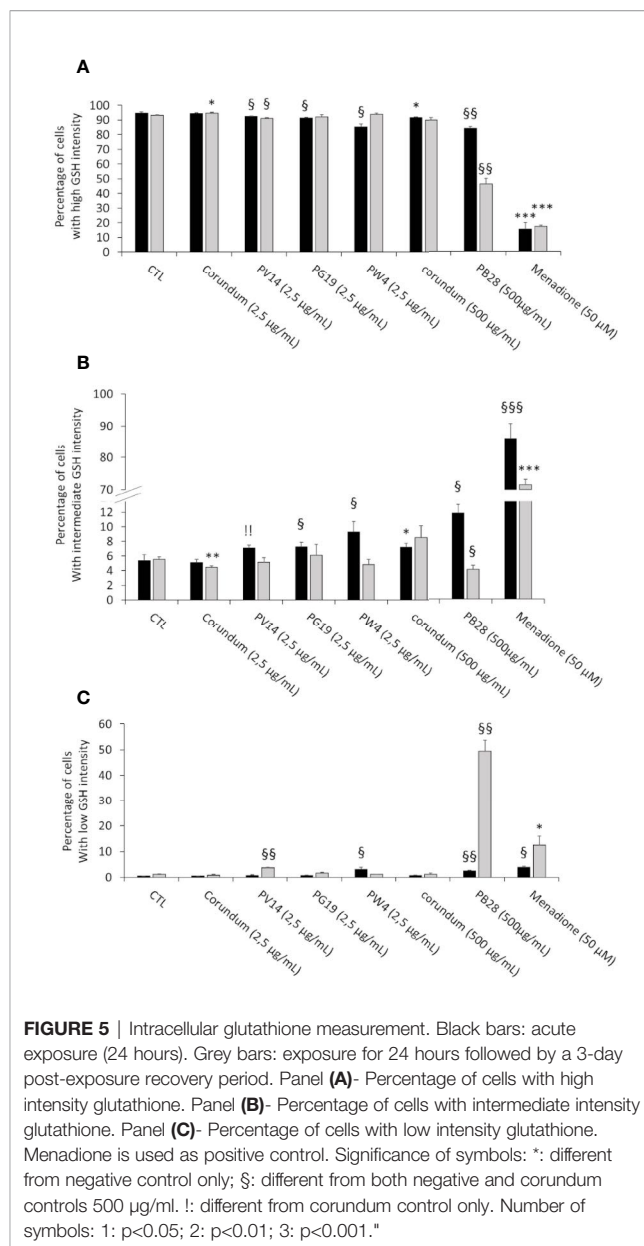 A
Percentage of cells
with high GSH intensity
100
90
80
70
60
50
40
30
20
10
0
* § § § § * §§ §§ *** ***
CTL
Corundum (2,5 µg/mL)
PV14 (2,5 µg/mL)
PG19 (2,5 µg/mL)
PW4 (2,5 µg/mL)
corundum (500 µg/mL)
PB28 (500µg/mL)
Menadione (50 µM)
B
Percentage of cells
With intermediate GSH intensity
100
90
80
70
12
10
8
6
4
2
0
** !! § § * § § §§§ ***
CTL
Corundum (2,5 µg/mL)
PV14 (2,5 µg/mL)
PG19 (2,5 µg/mL)
PW4 (2,5 µg/mL)
corundum (500 µg/mL)
PB28 (500µg/mL)
Menadione (50 µM)
C
Percentage of cells
With low GSH intensity
60
50
40
30
20
10
0
§§ § §§ §§ § *
CTL
Corundum (2,5 µg/mL)
PV14 (2,5 µg/mL)
PG19 (2,5 µg/mL)
PW4 (2,5 µg/mL)
corundum (500 µg/mL)
PB28 (500µg/mL)
Menadione (50 µM)
FIGURE 5 | Intracellular glutathione measurement. Black bars: acute
exposure (24 hours). Grey bars: exposure for 24 hours followed by a 3-day
post-exposure recovery period. Panel (A)- Percentage of cells with high
intensity glutathione. Panel (B)- Percentage of cells with intermediate intensity
glutathione. Panel (C)- Percentage of cells with low intensity glutathione.
Menadione is used as positive control. Significance of symbols: *: different
from negative control only; §: different from both negative and corundum
controls 500 µg/ml. !: different from corundum control only. Number of
symbols: 1: p<0.05; 2: p<0.01; 3: p<0.001."